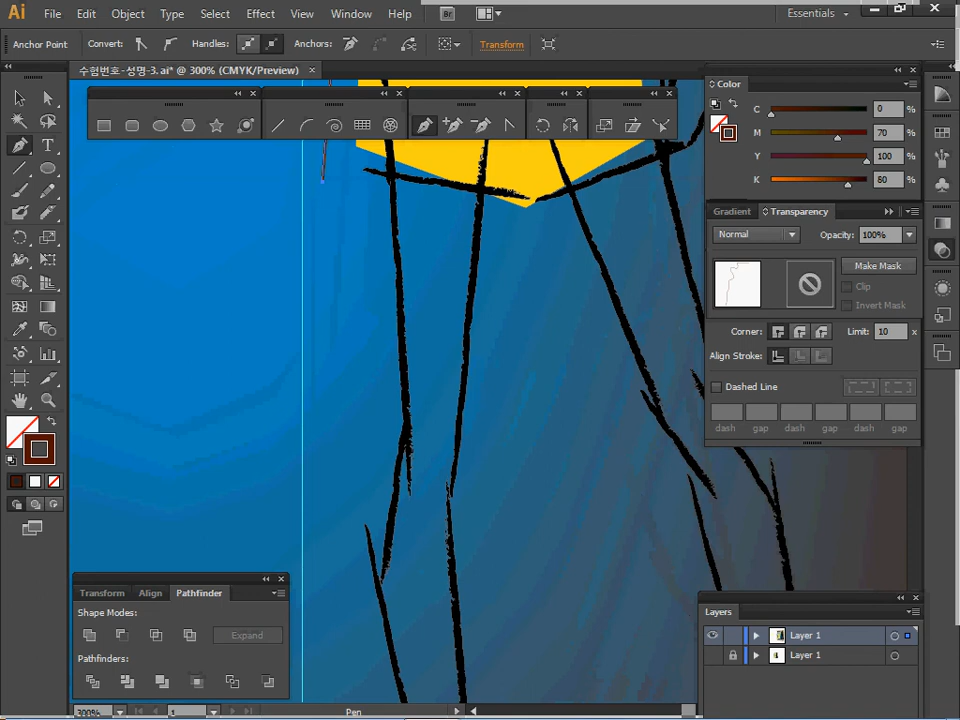 Ai File Edit Object Type Select Effect View Window Help Br Essentials
Anchor Point Convert: Handles: Anchors: Transform
수험번호-성명-3.ai* @ 300% (CMYK/Preview) ×
Color
C 0 %
M 70 %
Y 100 %
K 60 %
Gradient Transparency
Normal Opacity: 100%
Make Mask
Clip
Invert Mask
Corner: Limit: 10 x
Align Stroke:
Dashed Line
dash gap dash gap dash gap
T
Transform Align Pathfinder
Shape Modes:
Expand
Pathfinders:
Layers
Layer 1
Layer 1
300% 1 Pen